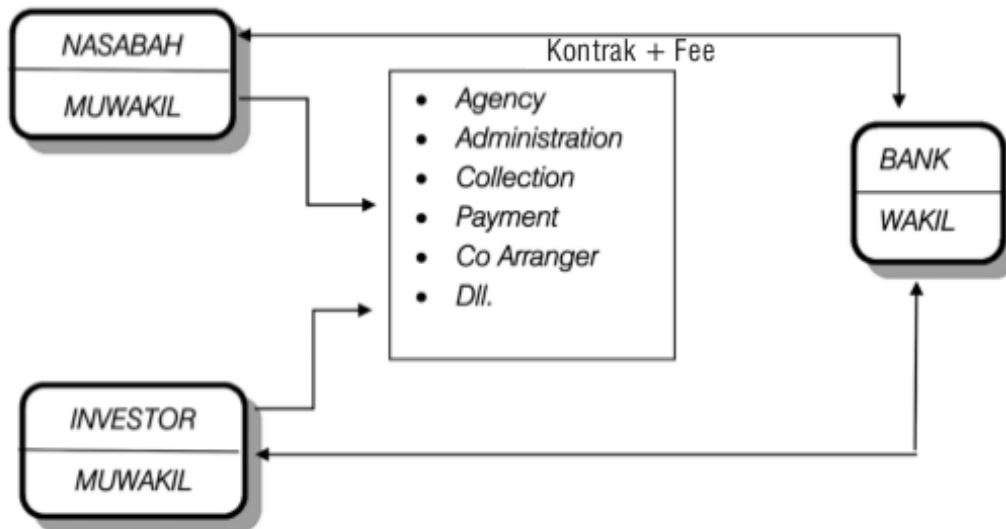 NASABAH
MUWAKIL
Kontrak + Fee
• Agency
• Administration
• Collection
• Payment
• Co Arranger
• Dll.
BANK
WAKIL
INVESTOR
MUWAKIL